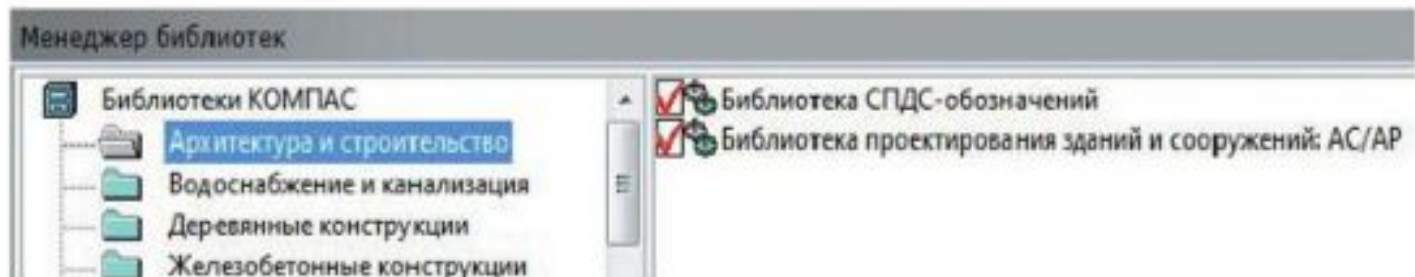 Менеджер библиотек
Библиотеки КОМПАС
Архитектура и строительство
Водоснабжение и канализация
Деревянные конструкции
Железобетонные конструкции
Библиотека СПДС-обозначений
Библиотека проектирования зданий и сооружений: АС/АР